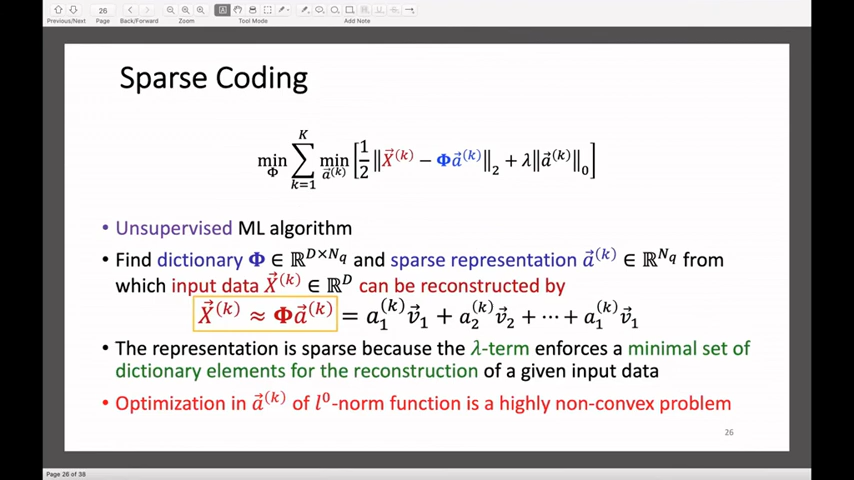 Previous/Next 26 Page Back/Forward Zoom Tool Mode Add Note
Sparse Coding
min_Φ ∑_{k=1}^{K} min_{a⃗^(k)} [ 1/2 ‖X⃗^(k) − Φa⃗^(k)‖_2 + λ‖a⃗^(k)‖_0 ]
• Unsupervised ML algorithm
• Find dictionary Φ ∈ ℝ^{D×N_q} and sparse representation a⃗^(k) ∈ ℝ^{N_q} from
which input data X⃗^(k) ∈ ℝ^D can be reconstructed by
X⃗^(k) ≈ Φa⃗^(k) = a_1^(k) v⃗_1 + a_2^(k) v⃗_2 + ⋯ + a_1^(k) v⃗_1
• The representation is sparse because the λ-term enforces a minimal set of
dictionary elements for the reconstruction of a given input data
• Optimization in a⃗^(k) of l^0-norm function is a highly non-convex problem
26
Page 26 of 38